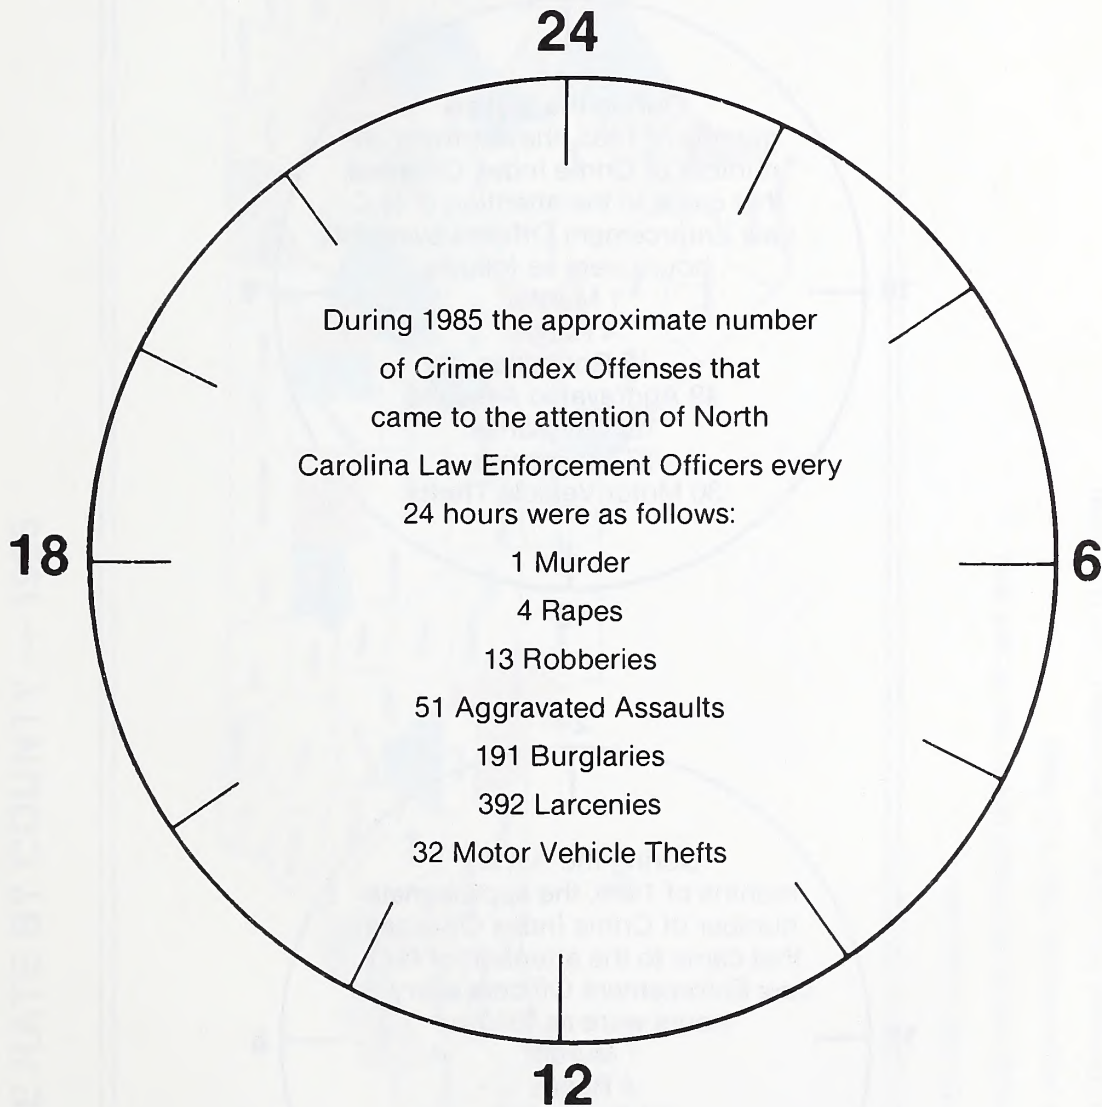 24
During 1985 the approximate number
of Crime Index Offenses that
came to the attention of North
Carolina Law Enforcement Officers every
24 hours were as follows:
18
6
1 Murder
4 Rapes
13 Robberies
51 Aggravated Assaults
191 Burglaries
392 Larcenies
32 Motor Vehicle Thefts
12